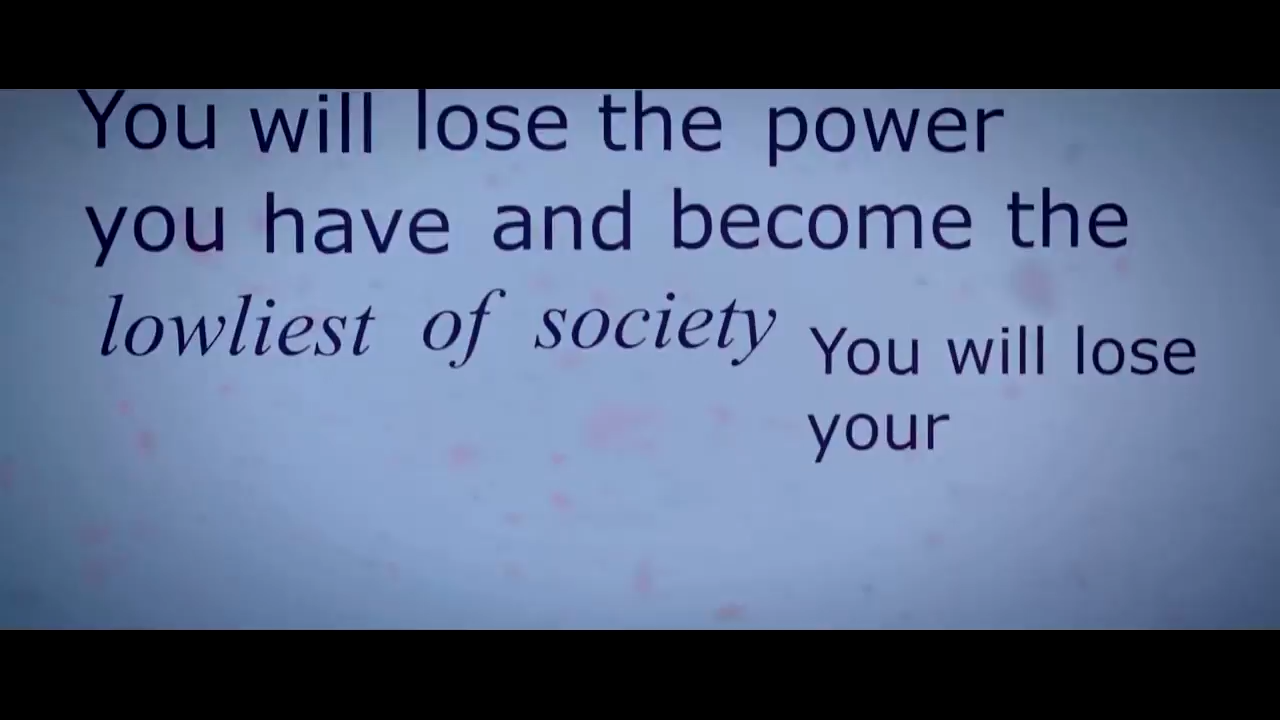 You will lose the power
you have and become the
lowliest of society
You will lose
your